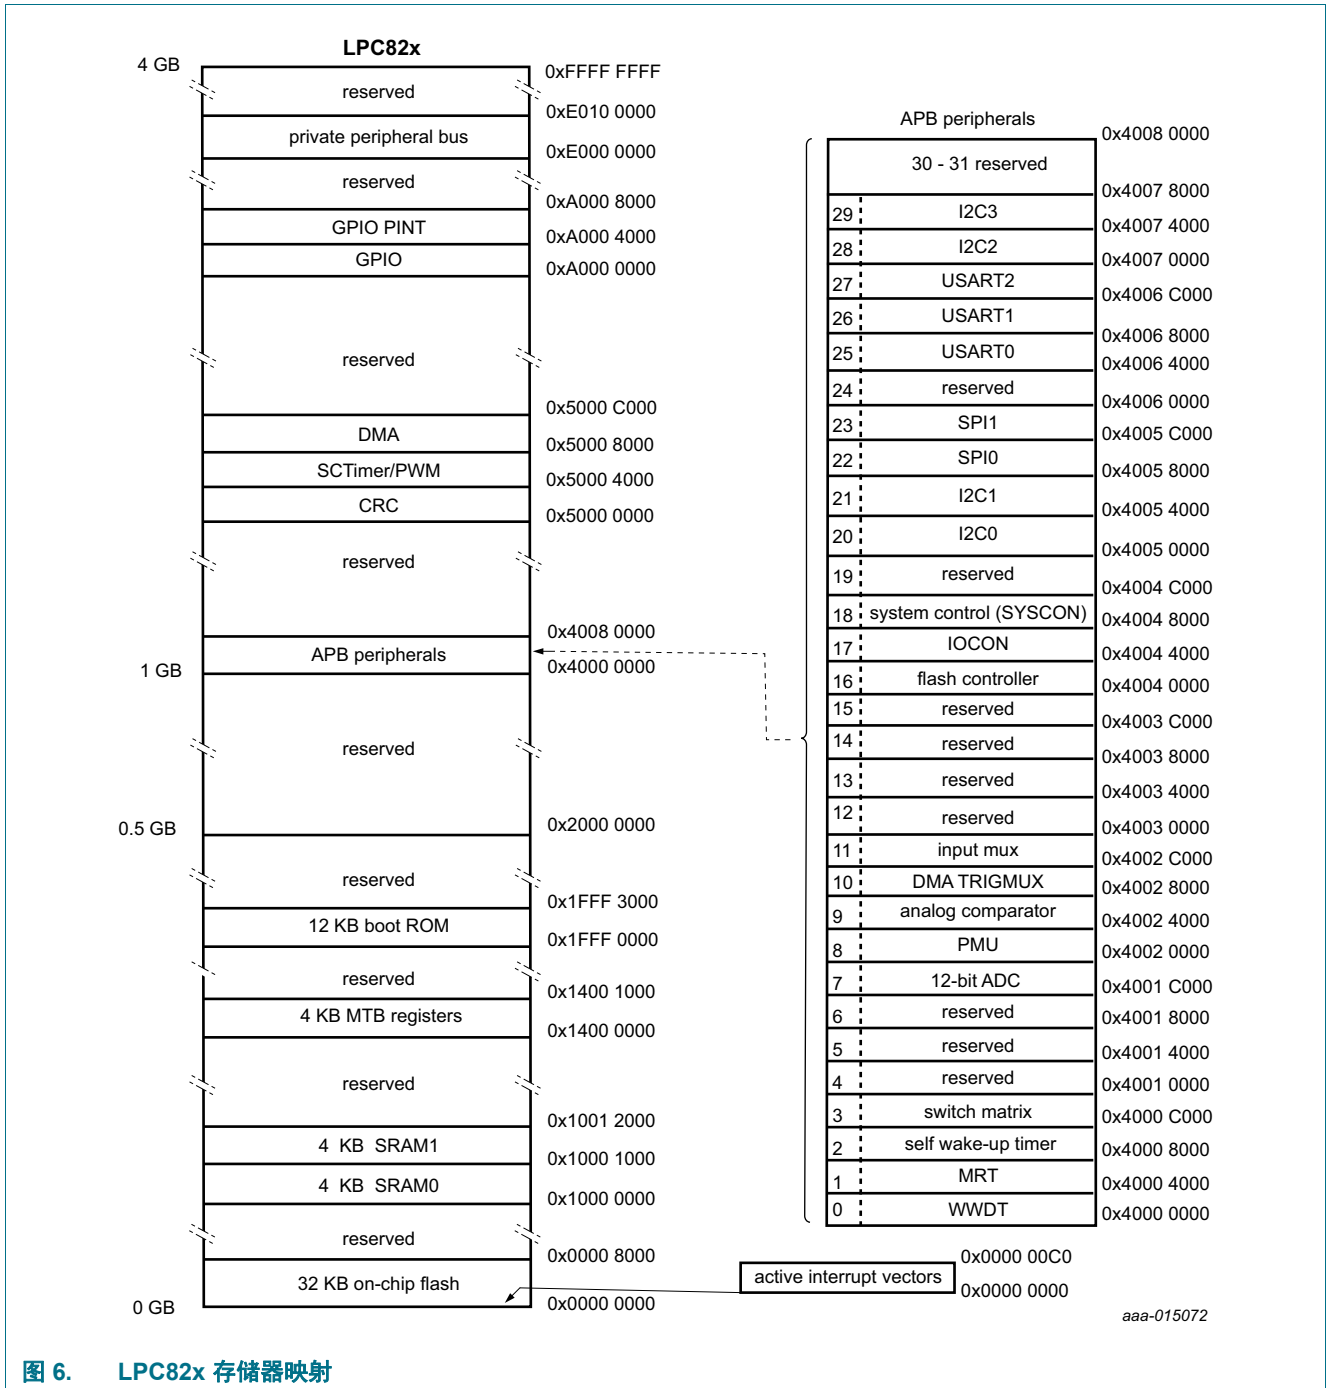 LPC82x
4 GB
0xFFFF FFFF
reserved
0xE010 0000
private peripheral bus
0xE000 0000
reserved
0xA000 8000
GPIO PINT
0xA000 4000
GPIO
0xA000 0000
reserved
0x5000 C000
DMA
0x5000 8000
SCTimer/PWM
0x5000 4000
CRC
0x5000 0000
reserved
0x4008 0000
APB peripherals
1 GB
0x4000 0000
reserved
0.5 GB
0x2000 0000
reserved
0x1FFF 3000
12 KB boot ROM
0x1FFF 0000
reserved
0x1400 1000
4 KB MTB registers
0x1400 0000
reserved
0x1001 2000
4 KB SRAM1
0x1000 1000
4 KB SRAM0
0x1000 0000
reserved
0x0000 8000
32 KB on-chip flash
0 GB
0x0000 0000
APB peripherals
0x4008 0000
30 - 31 reserved
0x4007 8000
29 I2C3
0x4007 4000
28 I2C2
0x4007 0000
27 USART2
0x4006 C000
26 USART1
0x4006 8000
25 USART0
0x4006 4000
24 reserved
0x4006 0000
23 SPI1
0x4005 C000
22 SPI0
0x4005 8000
21 I2C1
0x4005 4000
20 I2C0
0x4005 0000
19 reserved
0x4004 C000
18 system control (SYSCON)
0x4004 8000
17 IOCON
0x4004 4000
16 flash controller
0x4004 0000
15 reserved
0x4003 C000
14 reserved
0x4003 8000
13 reserved
0x4003 4000
12 reserved
0x4003 0000
11 input mux
0x4002 C000
10 DMA TRIGMUX
0x4002 8000
9 analog comparator
0x4002 4000
8 PMU
0x4002 0000
7 12-bit ADC
0x4001 C000
6 reserved
0x4001 8000
5 reserved
0x4001 4000
4 reserved
0x4001 0000
3 switch matrix
0x4000 C000
2 self wake-up timer
0x4000 8000
1 MRT
0x4000 4000
0 WWDT
0x4000 0000
0x0000 00C0
active interrupt vectors
0x0000 0000
aaa-015072
图 6. LPC82x 存储器映射